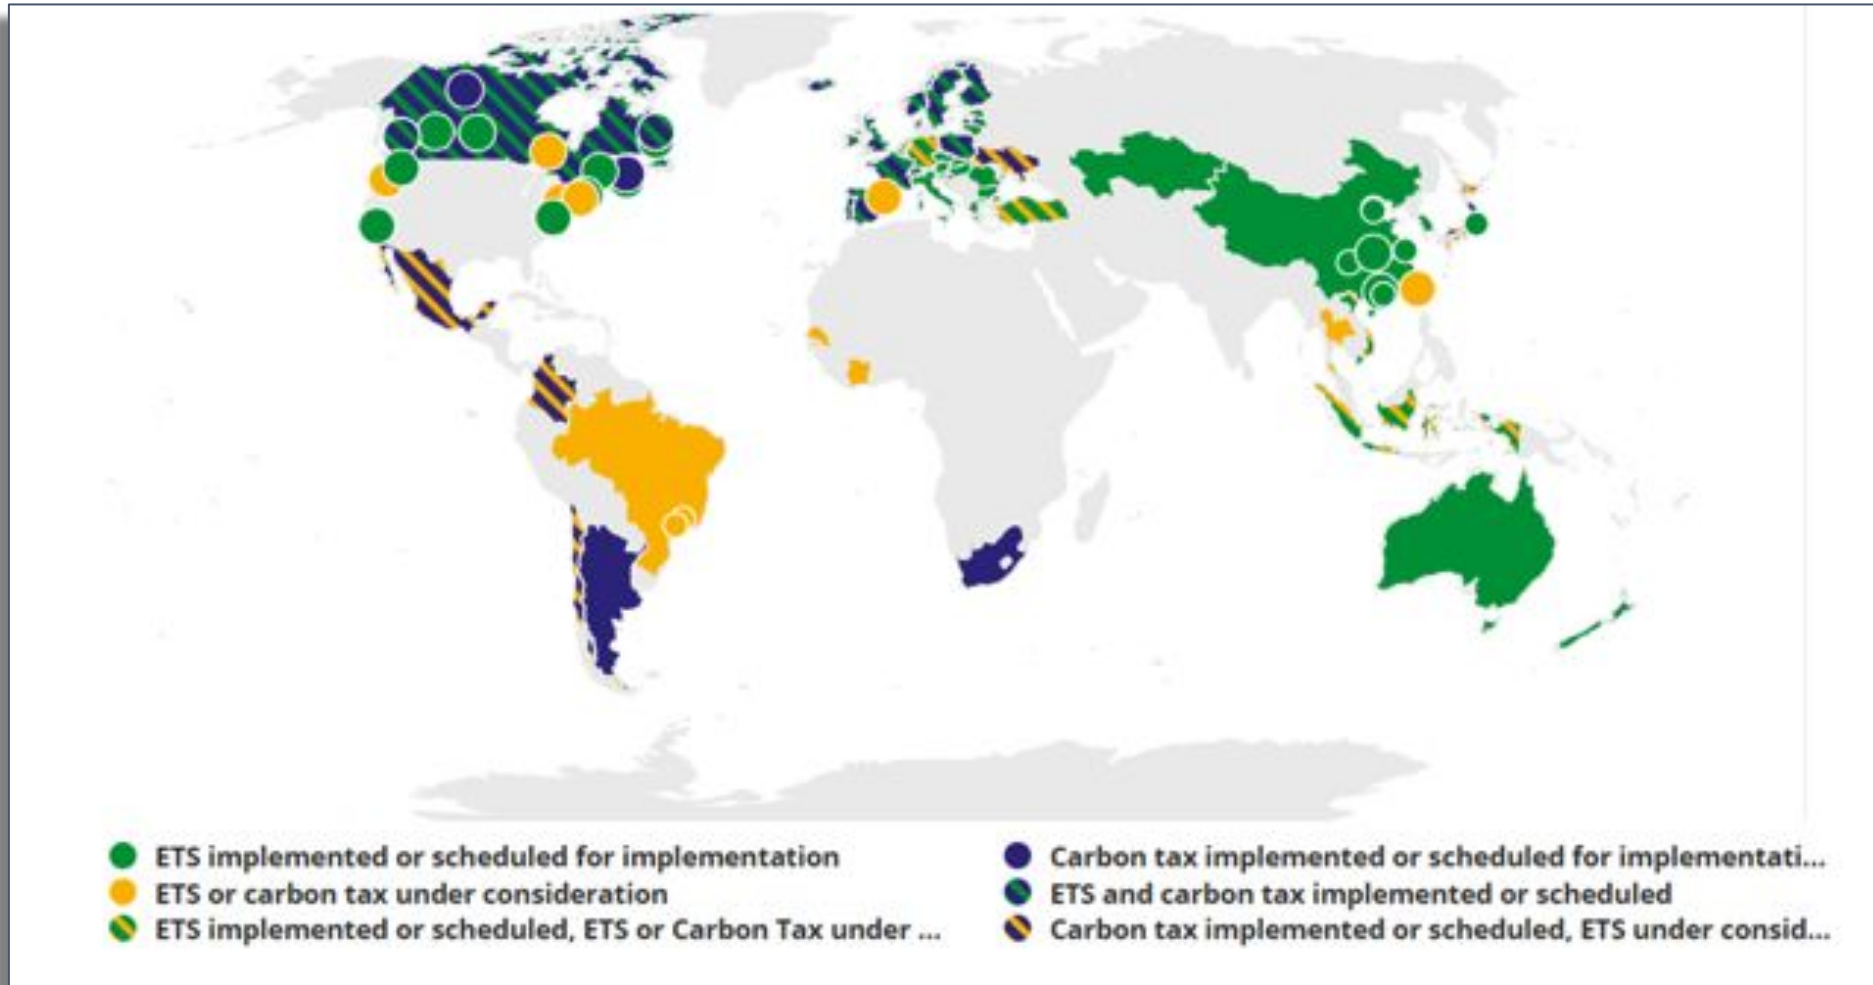 ETS implemented or scheduled for implementation
ETS or carbon tax under consideration
ETS implemented or scheduled, ETS or Carbon Tax under ...
Carbon tax implemented or scheduled for implementati...
ETS and carbon tax implemented or scheduled
Carbon tax implemented or scheduled, ETS under consid...